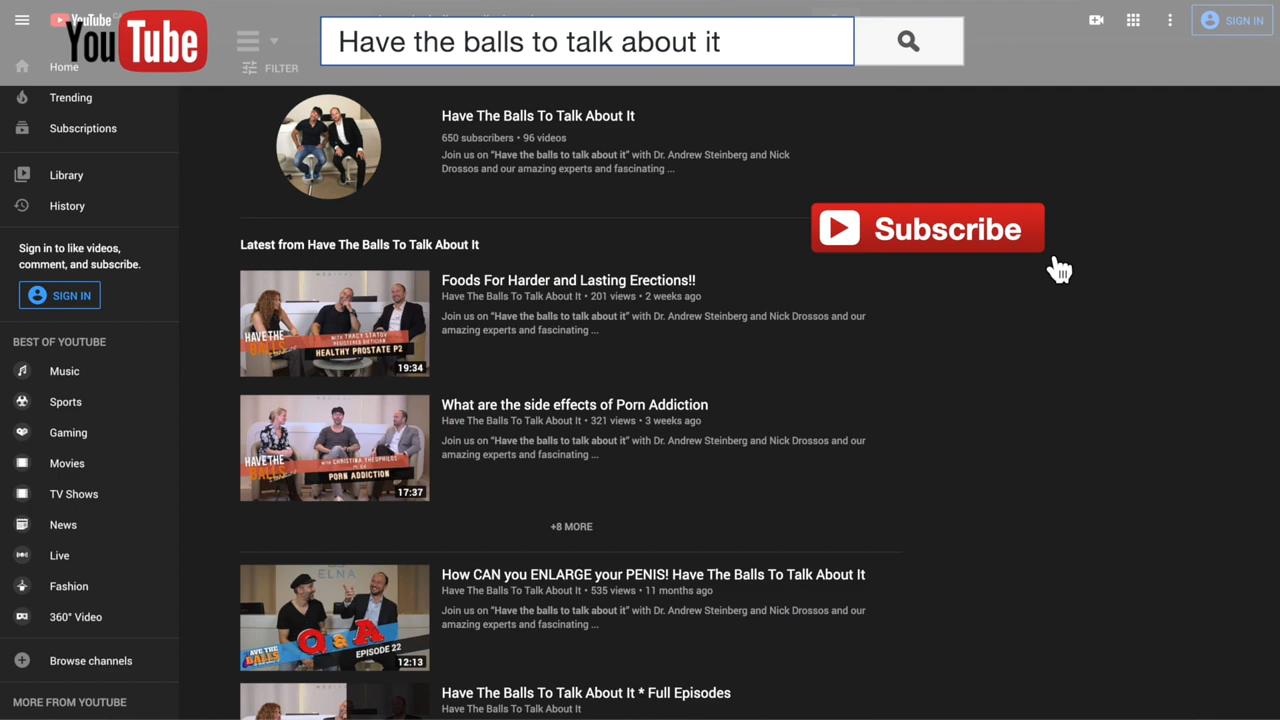 YouTube
YouTube
Have the balls to talk about it
SIGN IN
Home
FILTER
Trending
Subscriptions
Library
History
Sign in to like videos,
comment, and subscribe.
SIGN IN
BEST OF YOUTUBE
Music
Sports
Gaming
Movies
TV Shows
News
Live
Fashion
360° Video
Browse channels
MORE FROM YOUTUBE
Have The Balls To Talk About It
650 subscribers • 96 videos
Join us on "Have the balls to talk about it" with Dr. Andrew Steinberg and Nick
Drossos and our amazing experts and fascinating ...
Subscribe
Latest from Have The Balls To Talk About It
HAVE THE
BALLS
WITH TRACY STATOV
REGISTERED DIETICIAN
HEALTHY PROSTATE P2
19:34
Foods For Harder and Lasting Erections!!
Have The Balls To Talk About It • 201 views • 2 weeks ago
Join us on "Have the balls to talk about it" with Dr. Andrew Steinberg and Nick Drossos and our
amazing experts and fascinating ...
HAVE THE
BALLS
WITH CHRISTINA THEOPHILOS
PORN ADDICTION
17:37
What are the side effects of Porn Addiction
Have The Balls To Talk About It • 321 views • 3 weeks ago
Join us on "Have the balls to talk about it" with Dr. Andrew Steinberg and Nick Drossos and our
amazing experts and fascinating ...
+8 MORE
ELNA
Q&A
EPISODE 22
AVE THE
BALLS
12:13
How CAN you ENLARGE your PENIS! Have The Balls To Talk About It
Have The Balls To Talk About It • 535 views • 11 months ago
Join us on "Have the balls to talk about it" with Dr. Andrew Steinberg and Nick Drossos and our
amazing experts and fascinating ...
Have The Balls To Talk About It * Full Episodes
Have The Balls To Talk About It